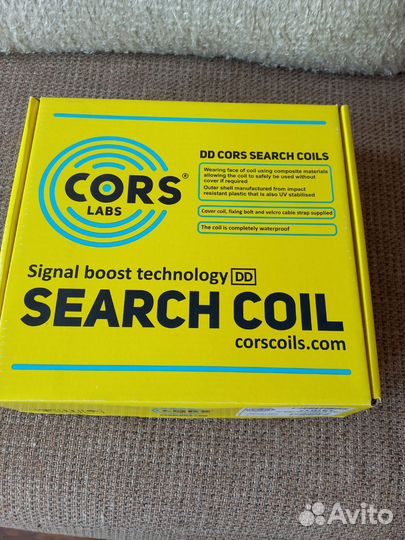 CORS®
LABS
DD CORS SEARCH COILS
Wearing face of coil using composite materials
allowing the coil to safely be used without
cover if required
Outer shell manufactured from impact
resistant plastic that is also UV stabilised
Cover coil, fixing bolt and velcro cable strap supplied
The coil is completely waterproof
Signal boost technology DD
SEARCH COIL
corscoils.com
Avito